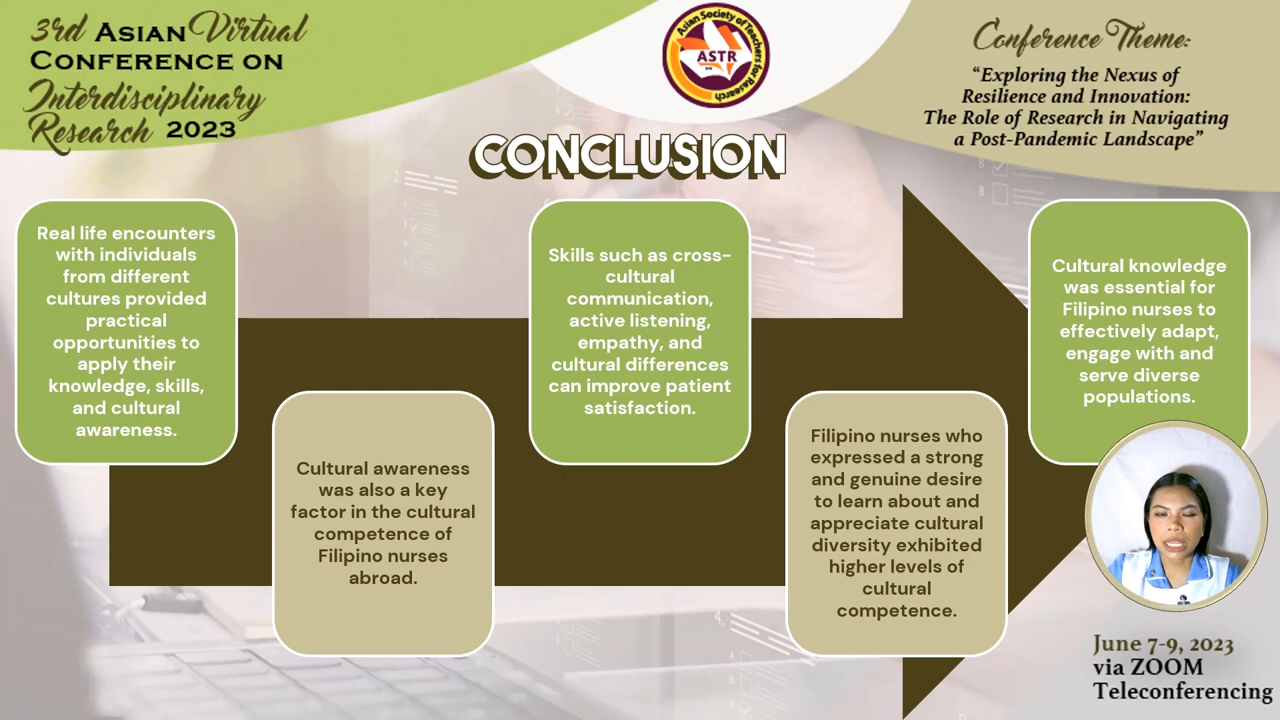 3rd ASIAN Virtual
CONFERENCE ON
Interdisciplinary
Research 2023
Asian Society of Teachers for Research
ASTR
Conference Theme:
“Exploring the Nexus of
Resilience and Innovation:
The Role of Research in Navigating
a Post-Pandemic Landscape”
CONCLUSION
Real life encounters
with individuals
from different
cultures provided
practical
opportunities to
apply their
knowledge, skills,
and cultural
awareness.
Cultural awareness
was also a key
factor in the cultural
competence of
Filipino nurses
abroad.
Skills such as cross-
cultural
communication,
active listening,
empathy, and
cultural differences
can improve patient
satisfaction.
Filipino nurses who
expressed a strong
and genuine desire
to learn about and
appreciate cultural
diversity exhibited
higher levels of
cultural
competence.
Cultural knowledge
was essential for
Filipino nurses to
effectively adapt,
engage with and
serve diverse
populations.
June 7-9, 2023
via ZOOM
Teleconferencing